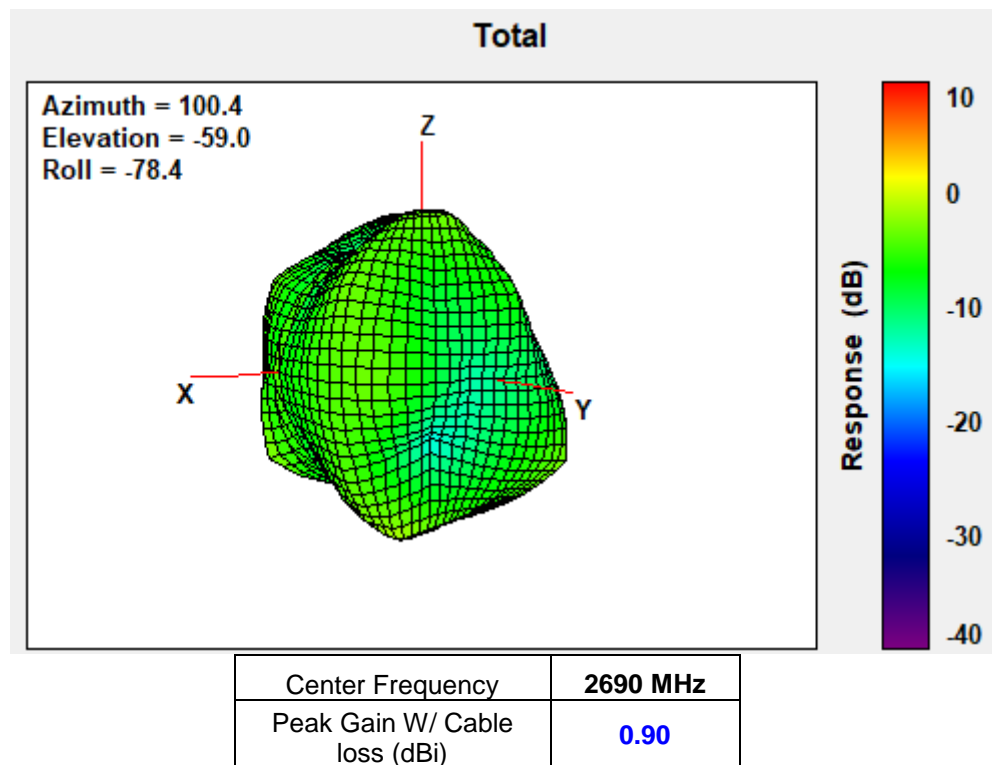 Total
Azimuth = 100.4
Elevation = -59.0
Roll = -78.4
Z
X
Y
10
0
-10
-20
-30
-40
Response (dB)
Center Frequency 2690 MHz
Peak Gain W/ Cable
loss (dBi) 0.90